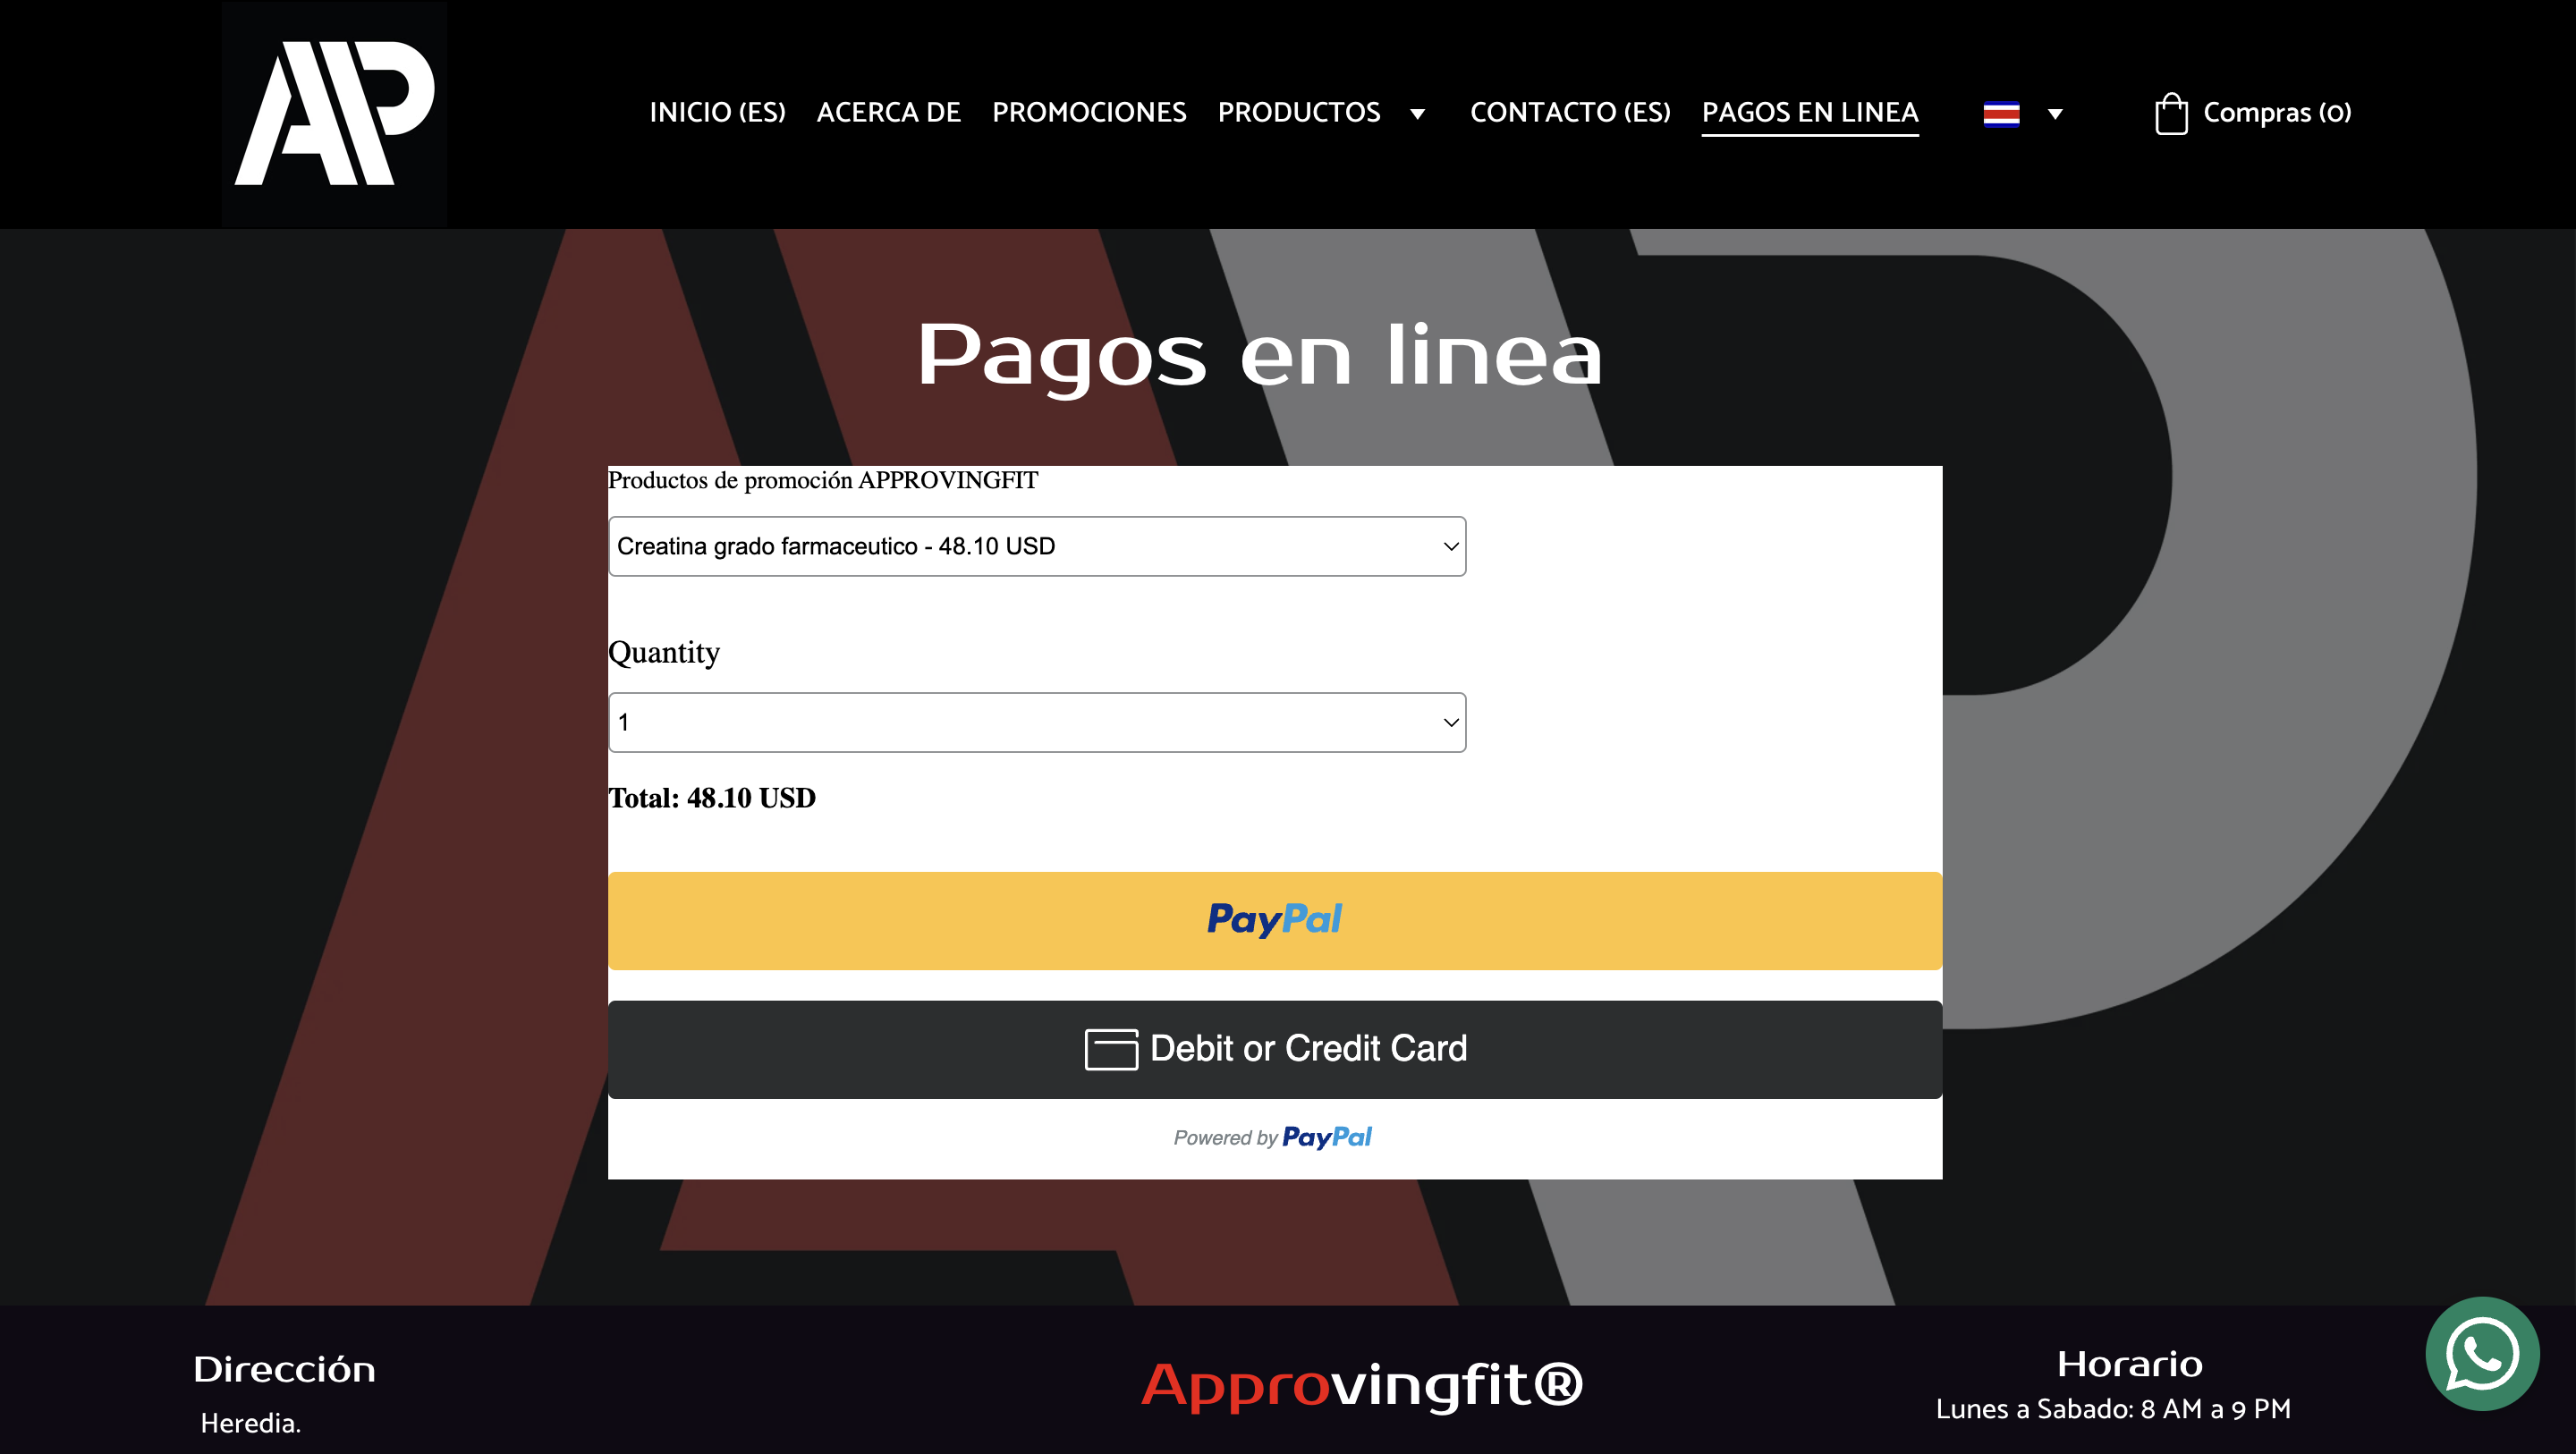 AP
INICIO (ES) ACERCA DE PROMOCIONES PRODUCTOS CONTACTO (ES) PAGOS EN LINEA Compras (0)
Pagos en linea
Productos de promoción APPROVINGFIT
Creatina grado farmaceutico - 48.10 USD
Quantity
1
Total: 48.10 USD
PayPal
Debit or Credit Card
Powered by PayPal
Dirección
Heredia.
Approvingfit®
Horario
Lunes a Sabado: 8 AM a 9 PM